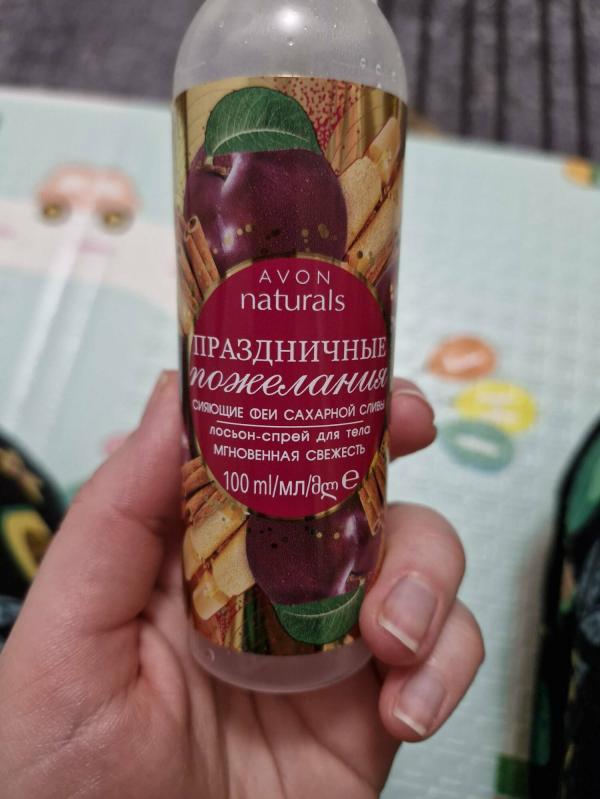 AVON
naturals
ПРАЗДНИЧНЫЕ
пожелания
СИЯЮЩИЕ ФЕИ САХАРНОЙ СЛИВЫ
лосьон-спрей для тела
МГНОВЕННАЯ СВЕЖЕСТЬ
100 ml/мл/მლ ℮